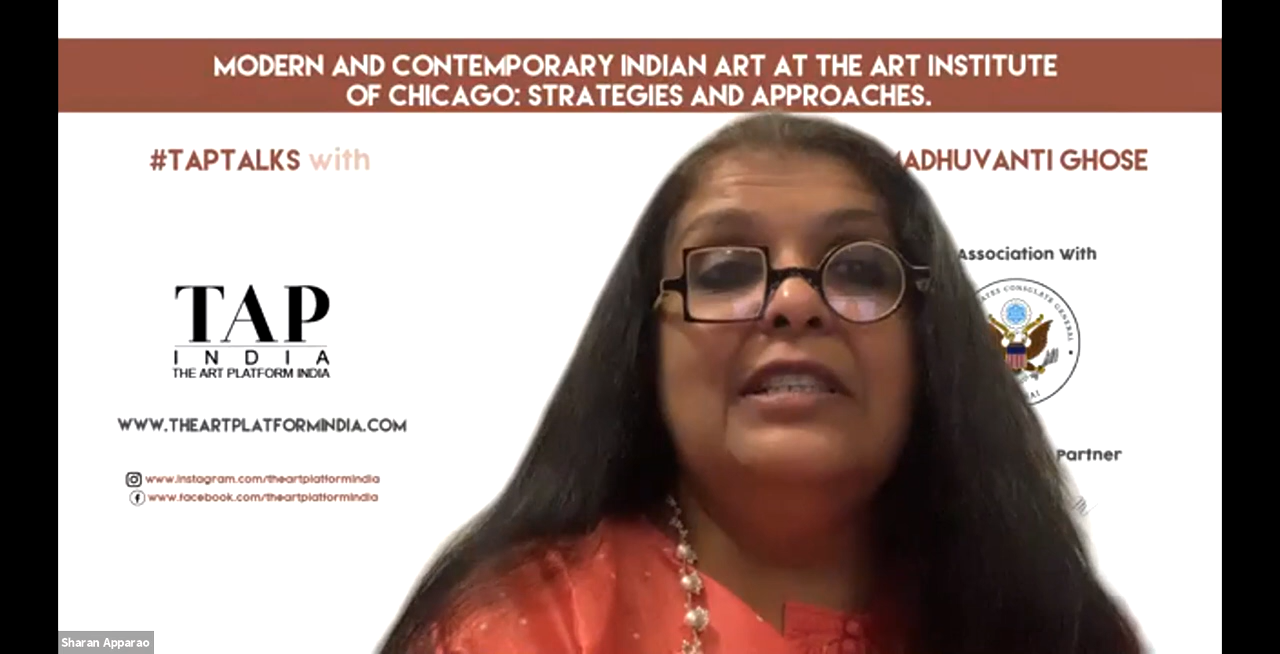 MODERN AND CONTEMPORARY INDIAN ART AT THE ART INSTITUTE
OF CHICAGO: STRATEGIES AND APPROACHES.
#TAPTALKS with
MADHUVANTI GHOSE
Association With
TAP
INDIA
THE ART PLATFORM INDIA
WWW.THEARTPLATFORMINDIA.COM
Partner
www.instagram.com/theartplatformindia
www.facebook.com/theartplatformindia
Sharan Apparao